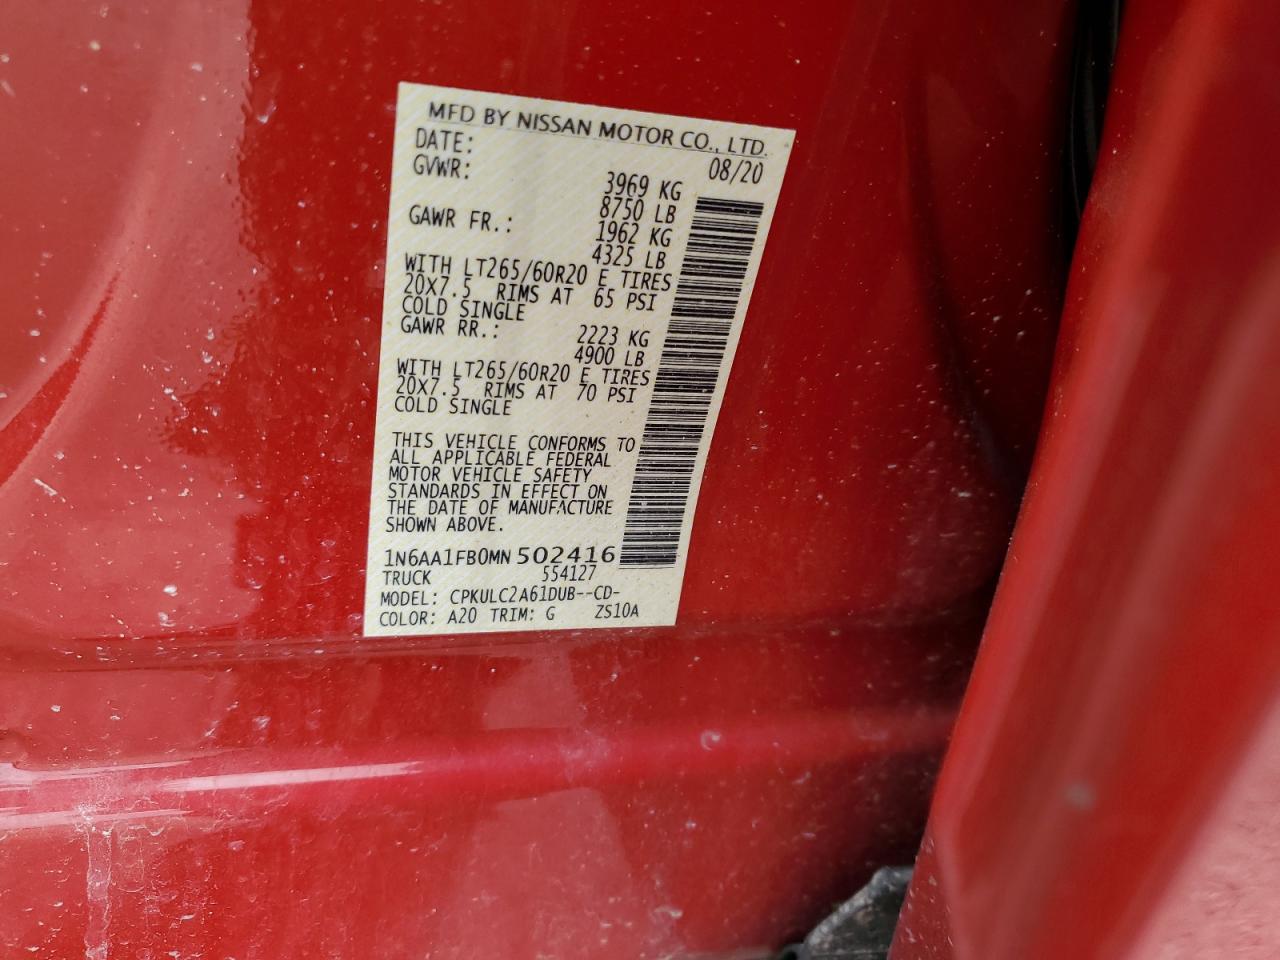 MFD BY NISSAN MOTOR CO., LTD.
DATE: 08/20
GVWR: 3969 KG
8750 LB
GAWR FR.: 1962 KG
4325 LB
WITH LT265/60R20 E TIRES
20X7.5 RIMS AT 65 PSI
COLD SINGLE
GAWR RR.: 2223 KG
4900 LB
WITH LT265/60R20 E TIRES
20X7.5 RIMS AT 70 PSI
COLD SINGLE
THIS VEHICLE CONFORMS TO
ALL APPLICABLE FEDERAL
MOTOR VEHICLE SAFETY
STANDARDS IN EFFECT ON
THE DATE OF MANUFACTURE
SHOWN ABOVE.
1N6AA1FB0MN502416
TRUCK 554127
MODEL: CPKULC2A61DUB--CD-
COLOR: A20 TRIM: G ZS10A